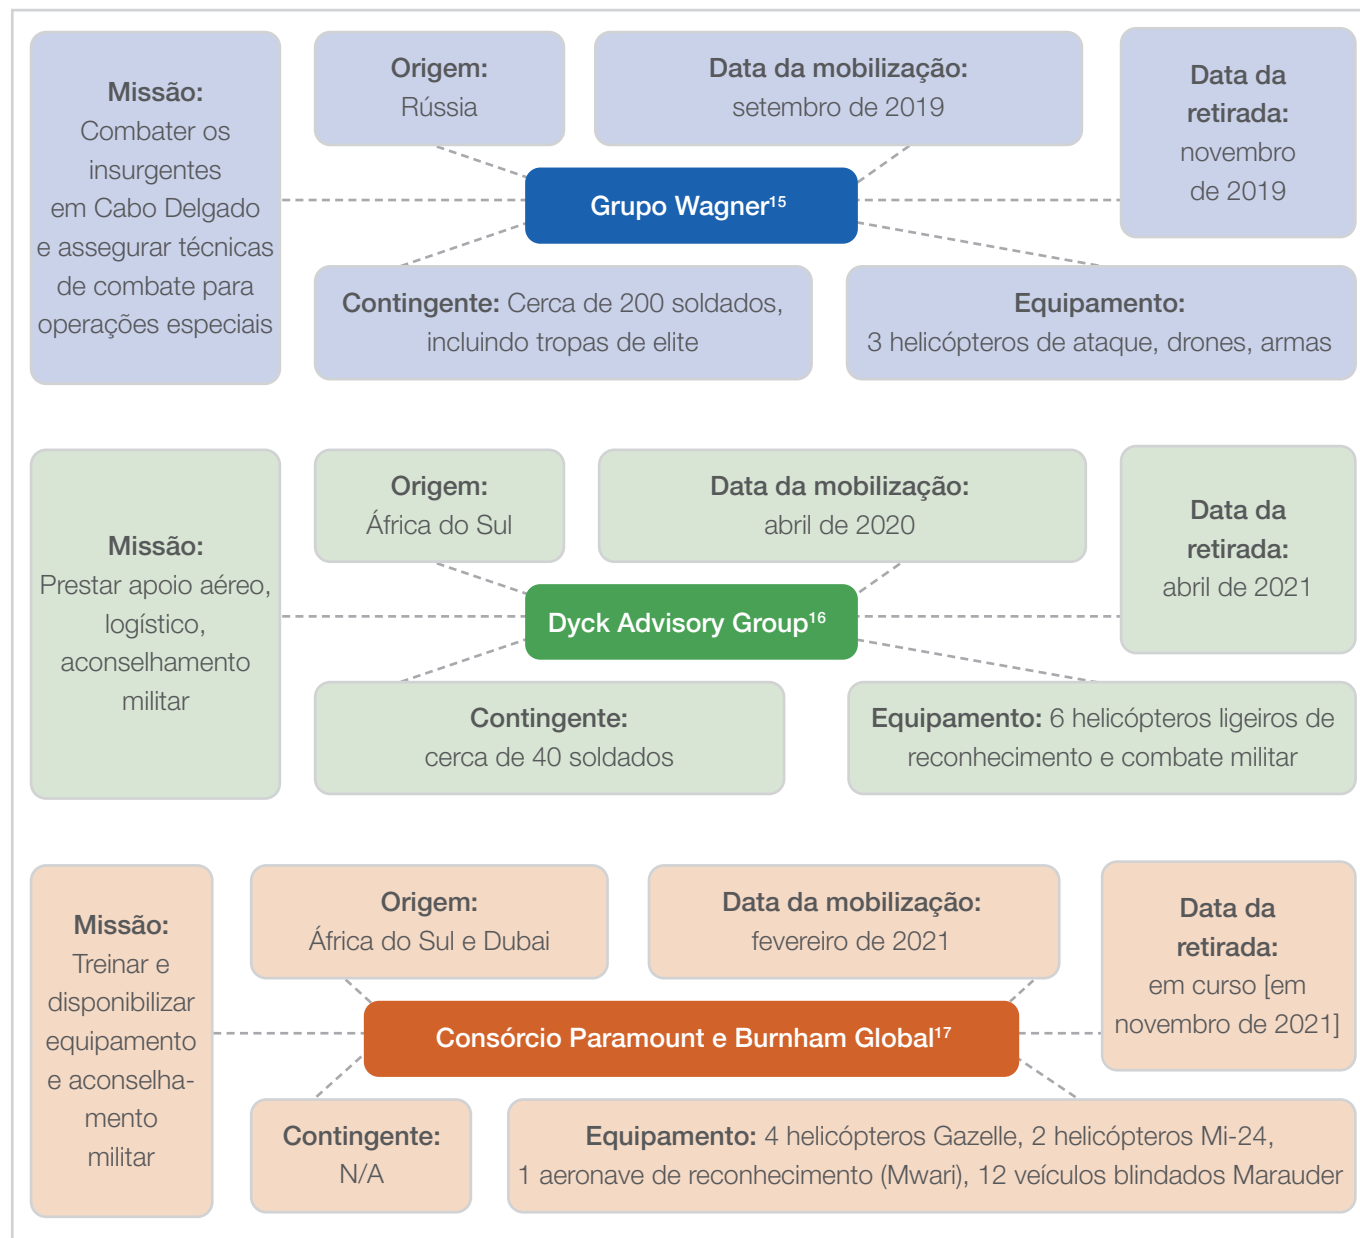 Missão:
Combater os
insurgentes
em Cabo Delgado
e assegurar técnicas
de combate para
operações especiais
Origem:
Rússia
Data da mobilização:
setembro de 2019
Data da
retirada:
novembro
de 2019
Grupo Wagner¹⁵
Contingente: Cerca de 200 soldados,
incluindo tropas de elite
Equipamento:
3 helicópteros de ataque, drones, armas
Missão:
Prestar apoio aéreo,
logístico,
aconselhamento
militar
Origem:
África do Sul
Data da mobilização:
abril de 2020
Data da
retirada:
abril de 2021
Dyck Advisory Group¹⁶
Contingente:
cerca de 40 soldados
Equipamento: 6 helicópteros ligeiros de
reconhecimento e combate militar
Missão:
Treinar e
disponibilizar
equipamento
e aconselha-
mento
militar
Origem:
África do Sul e Dubai
Data da mobilização:
fevereiro de 2021
Data da
retirada:
em curso [em
novembro de 2021]
Consórcio Paramount e Burnham Global¹⁷
Contingente:
N/A
Equipamento: 4 helicópteros Gazelle, 2 helicópteros Mi-24,
1 aeronave de reconhecimento (Mwari), 12 veículos blindados Marauder